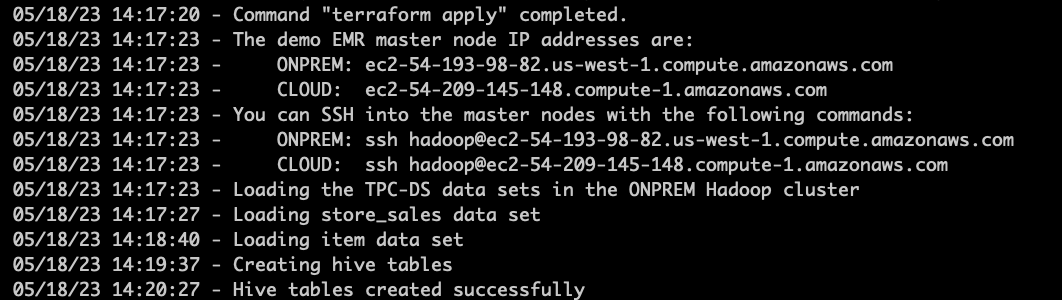 05/18/23 14:17:20 - Command "terraform apply" completed.
05/18/23 14:17:23 - The demo EMR master node IP addresses are:
05/18/23 14:17:23 -     ONPREM: ec2-54-193-98-82.us-west-1.compute.amazonaws.com
05/18/23 14:17:23 -     CLOUD:  ec2-54-209-145-148.compute-1.amazonaws.com
05/18/23 14:17:23 - You can SSH into the master nodes with the following commands:
05/18/23 14:17:23 -     ONPREM: ssh hadoop@ec2-54-193-98-82.us-west-1.compute.amazonaws.com
05/18/23 14:17:23 -     CLOUD:  ssh hadoop@ec2-54-209-145-148.compute-1.amazonaws.com
05/18/23 14:17:23 - Loading the TPC-DS data sets in the ONPREM Hadoop cluster
05/18/23 14:17:27 - Loading store_sales data set
05/18/23 14:18:40 - Loading item data set
05/18/23 14:19:37 - Creating hive tables
05/18/23 14:20:27 - Hive tables created successfully